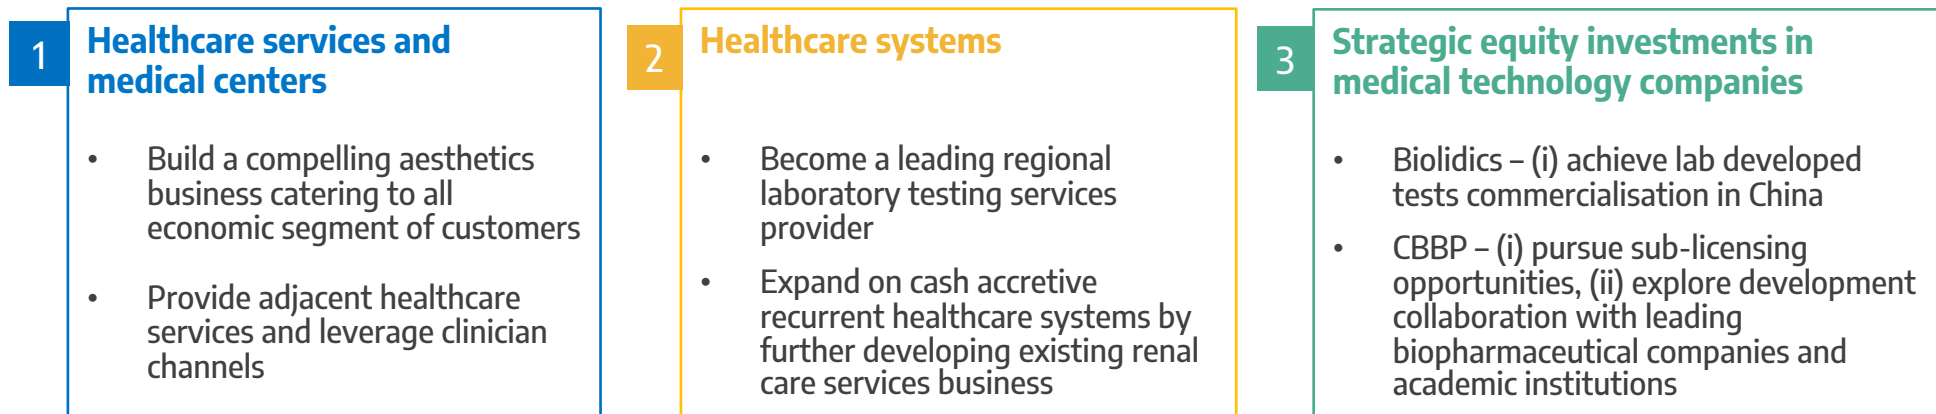 1
Healthcare services and
medical centers
• Build a compelling aesthetics
business catering to all
economic segment of customers
• Provide adjacent healthcare
services and leverage clinician
channels
2
Healthcare systems
• Become a leading regional
laboratory testing services
provider
• Expand on cash accretive
recurrent healthcare systems by
further developing existing renal
care services business
3
Strategic equity investments in
medical technology companies
• Biolidics – (i) achieve lab developed
tests commercialisation in China
• CBBP – (i) pursue sub-licensing
opportunities, (ii) explore development
collaboration with leading
biopharmaceutical companies and
academic institutions